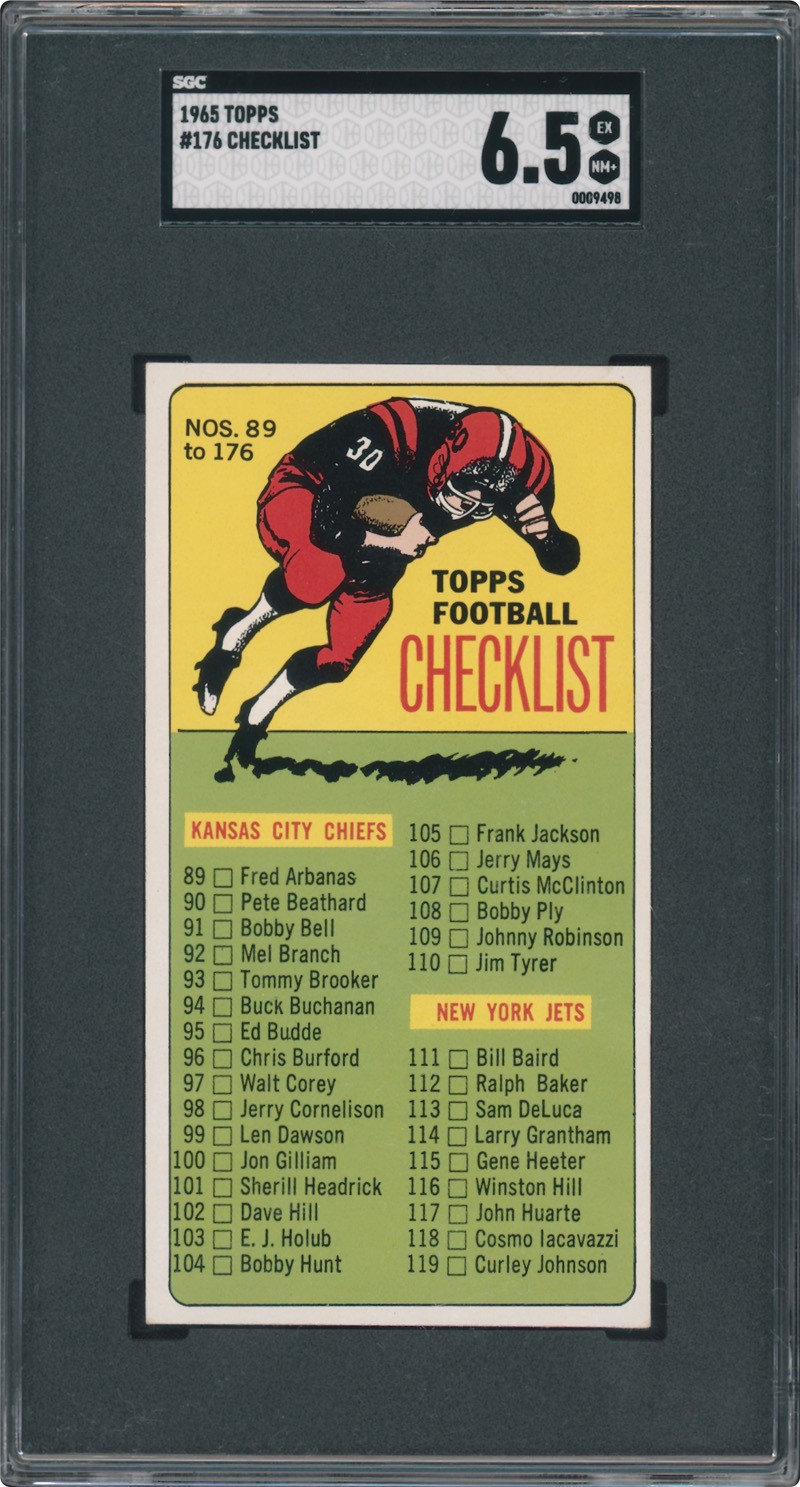 SGC
1965 TOPPS
#176 CHECKLIST
6.5
EX
NM+
0009498
NOS. 89
to 176
30
TOPPS
FOOTBALL
CHECKLIST
KANSAS CITY CHIEFS
89 Fred Arbanas
90 Pete Beathard
91 Bobby Bell
92 Mel Branch
93 Tommy Brooker
94 Buck Buchanan
95 Ed Budde
96 Chris Burford
97 Walt Corey
98 Jerry Cornelison
99 Len Dawson
100 Jon Gilliam
101 Sherill Headrick
102 Dave Hill
103 E. J. Holub
104 Bobby Hunt
105 Frank Jackson
106 Jerry Mays
107 Curtis McClinton
108 Bobby Ply
109 Johnny Robinson
110 Jim Tyrer
NEW YORK JETS
111 Bill Baird
112 Ralph Baker
113 Sam DeLuca
114 Larry Grantham
115 Gene Heeter
116 Winston Hill
117 John Huarte
118 Cosmo Iacavazzi
119 Curley Johnson